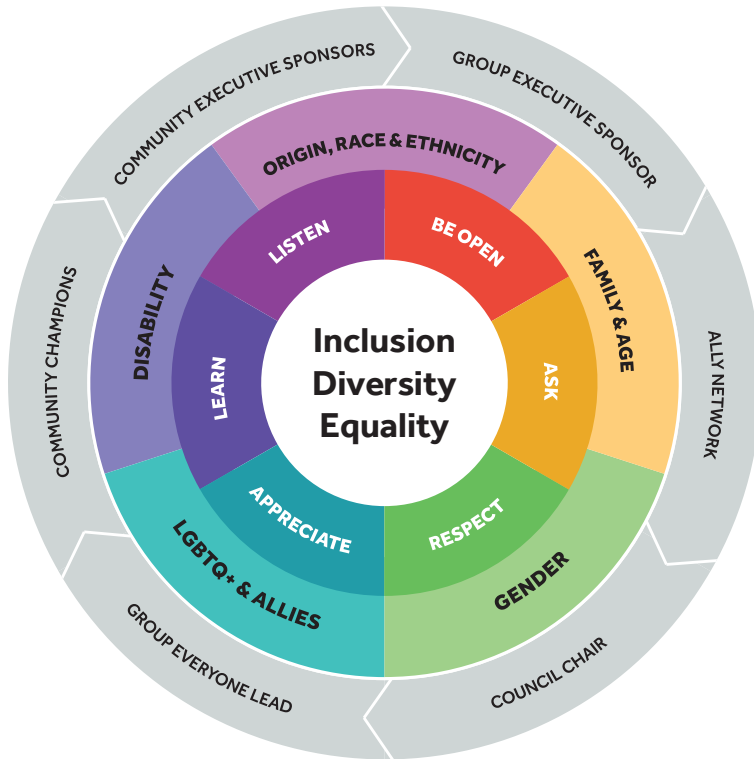 COMMUNITY EXECUTIVE SPONSORS
GROUP EXECUTIVE SPONSOR
ALLY NETWORK
COUNCIL CHAIR
GROUP EVERYONE LEAD
COMMUNITY CHAMPIONS
ORIGIN, RACE & ETHNICITY
FAMILY & AGE
GENDER
LGBTQ+ & ALLIES
DISABILITY
LISTEN
BE OPEN
ASK
RESPECT
APPRECIATE
LEARN
Inclusion
Diversity
Equality